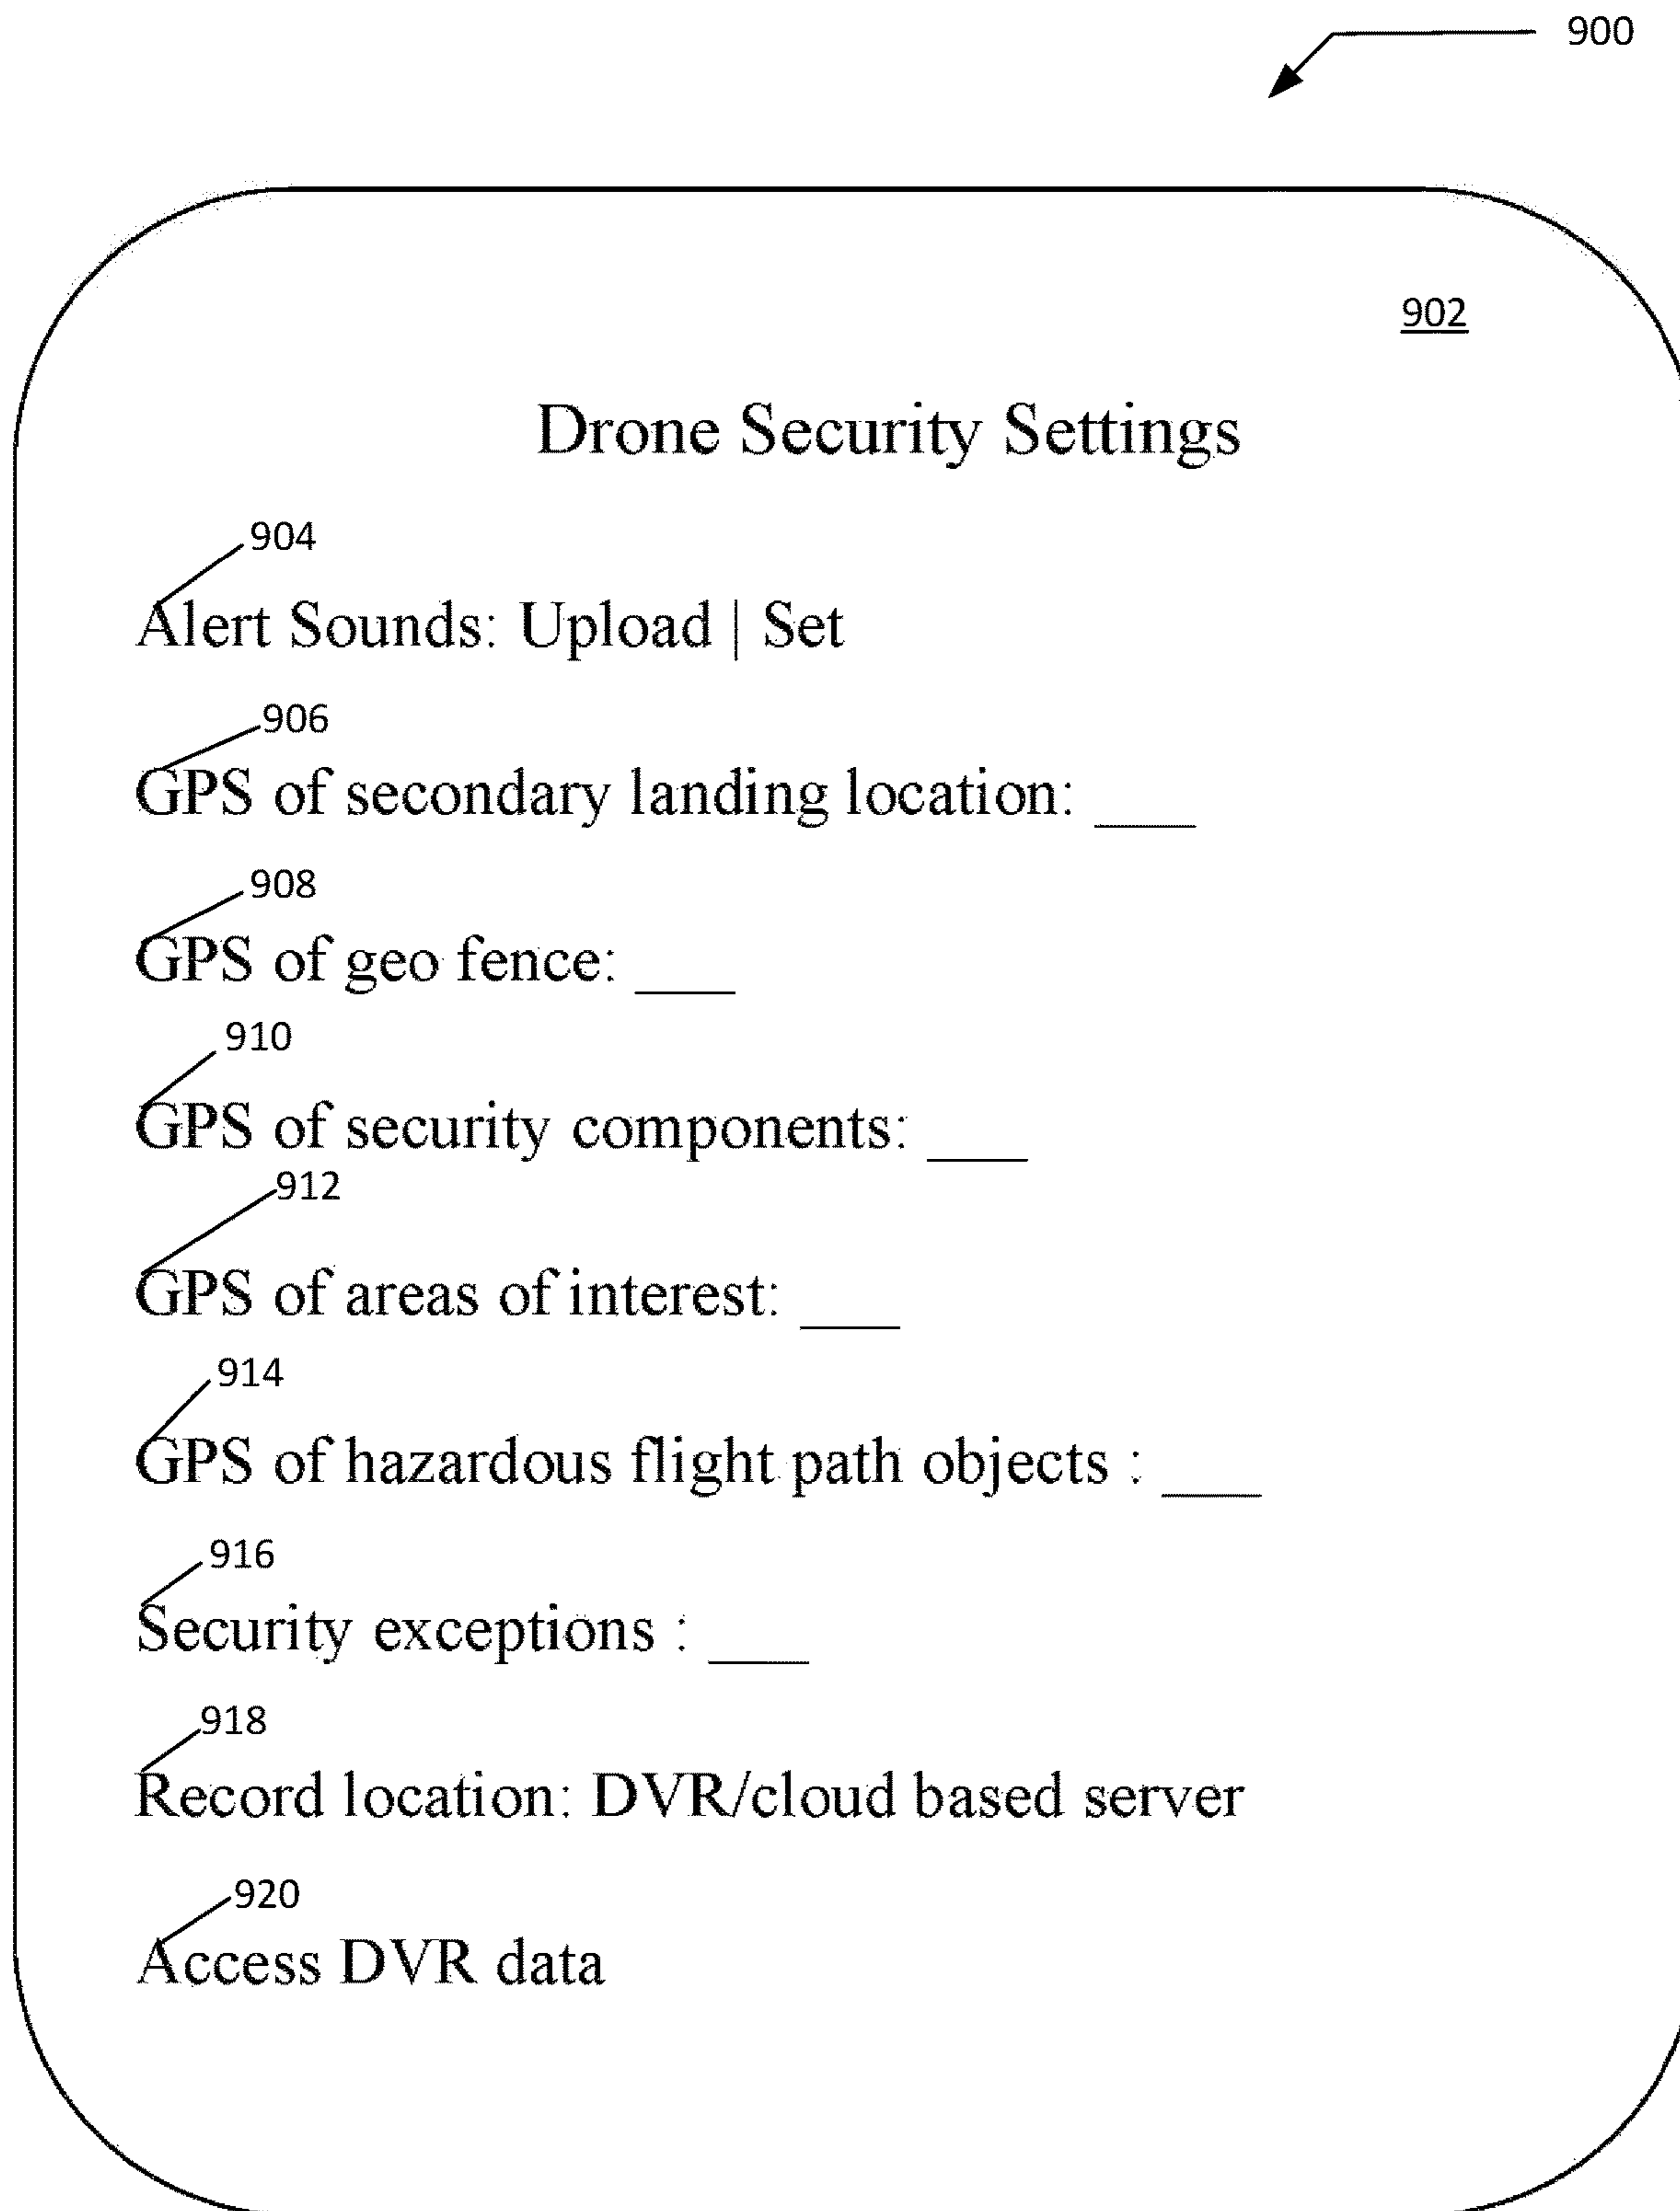 900
902
Drone Security Settings
904
Alert Sounds: Upload | Set
906
GPS of secondary landing location: ___
908
GPS of geo fence: ___
910
GPS of security components: ___
912
GPS of areas of interest: ___
914
GPS of hazardous flight path objects : ___
916
Security exceptions : ___
918
Record location: DVR/cloud based server
920
Access DVR data